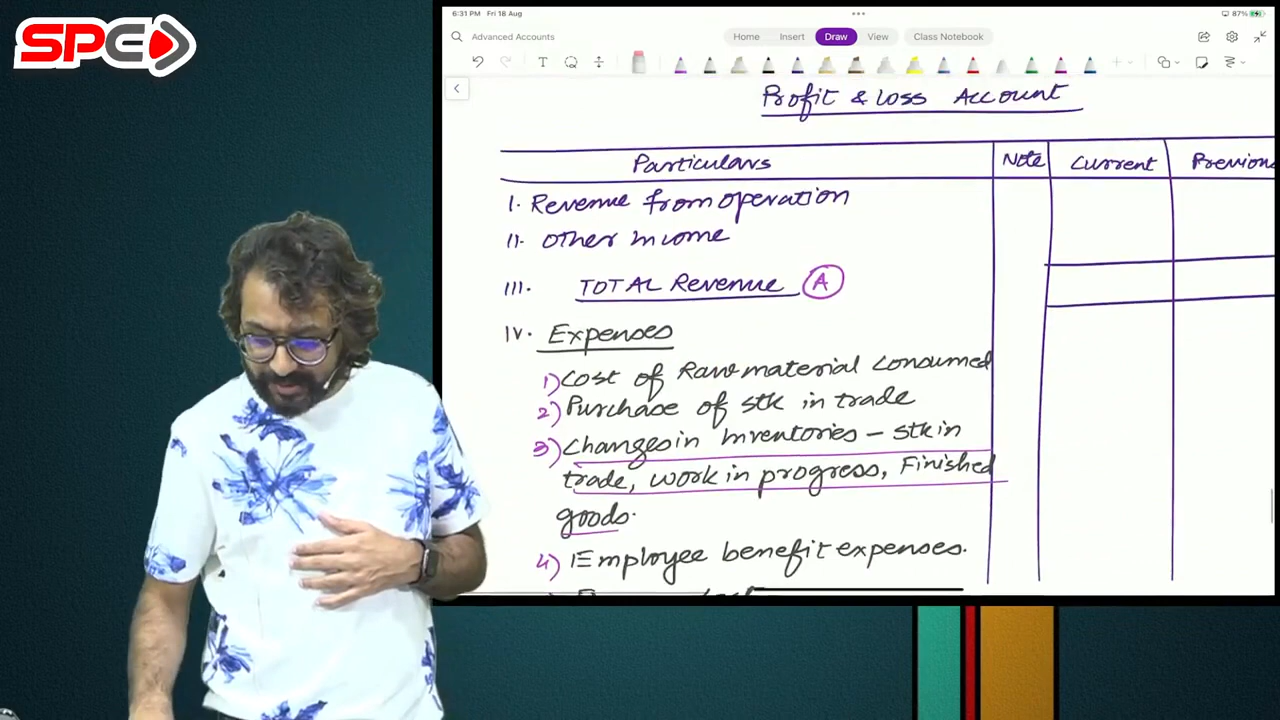 SPE
6:31 PM Fri 18 Aug
87%
Advanced Accounts
Home Insert Draw View Class Notebook
Profit & Loss Account
Particulars Note Current Previous
I. Revenue from operation
II. Other Income
III. TOTAL Revenue A
IV. Expenses
1) Cost of Raw material Consumed
2) Purchase of stk in trade
3) Changes in Inventories - stk in
trade, work in progress, Finished
goods.
4) Employee benefit expenses.